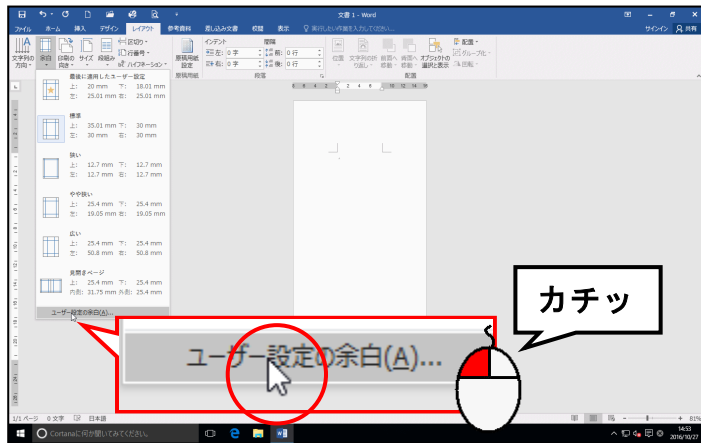 文書 1 - Word
ファイル ホーム 挿入 デザイン レイアウト 参考資料 差し込み文書 校閲 表示 実行したい作業を入力してください... サインイン 共有
文字列の方向 余白 印刷の向き サイズ 段組み 区切り 行番号 ハイフネーション
原稿用紙設定
インデント 間隔
左: 0 字 前: 0 行
右: 0 字 後: 0 行
位置 文字列の折り返し 前面へ移動 背面へ移動 オブジェクトの選択と表示 配置 グループ化 回転
原稿用紙 段落 配置
最後に適用したユーザー設定
上: 20 mm 下: 18.01 mm
左: 25.01 mm 右: 25.01 mm
標準
上: 35.01 mm 下: 30 mm
左: 30 mm 右: 30 mm
狭い
上: 12.7 mm 下: 12.7 mm
左: 12.7 mm 右: 12.7 mm
やや狭い
上: 25.4 mm 下: 25.4 mm
左: 19.05 mm 右: 19.05 mm
広い
上: 25.4 mm 下: 25.4 mm
左: 50.8 mm 右: 50.8 mm
見開きページ
上: 25.4 mm 下: 25.4 mm
内側: 31.75 mm 外側: 25.4 mm
ユーザー設定の余白(A)...
カチッ
ユーザー設定の余白(A)...
1/1 ページ 0 文字 日本語 81%
Cortanaに何か聞いてみてください。
14:53
2016/10/27